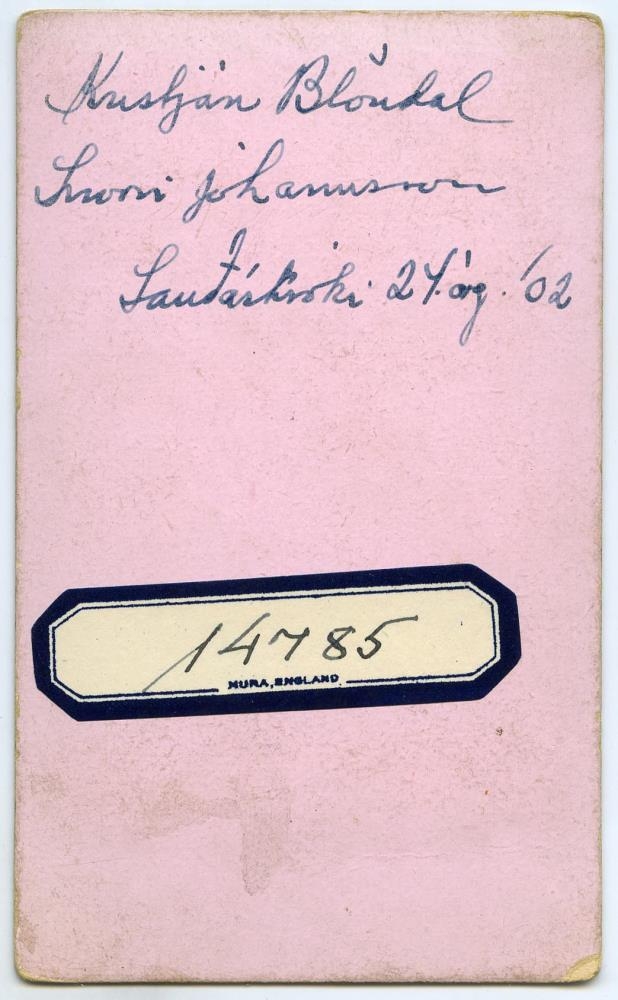 Kristján Blöndal
Snorri Jóhannsson
Sauðárkróki 24. ág. '02
14785
MURA, ENGLAND